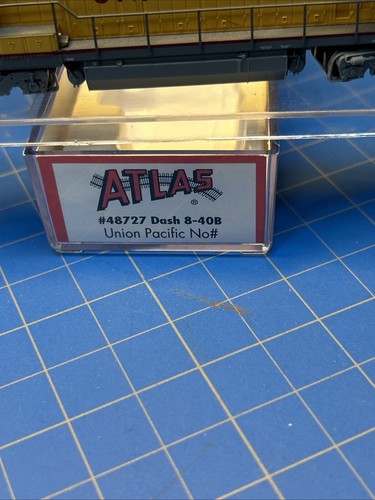 ATLAS
®
#48727 Dash 8-40B
Union Pacific No#